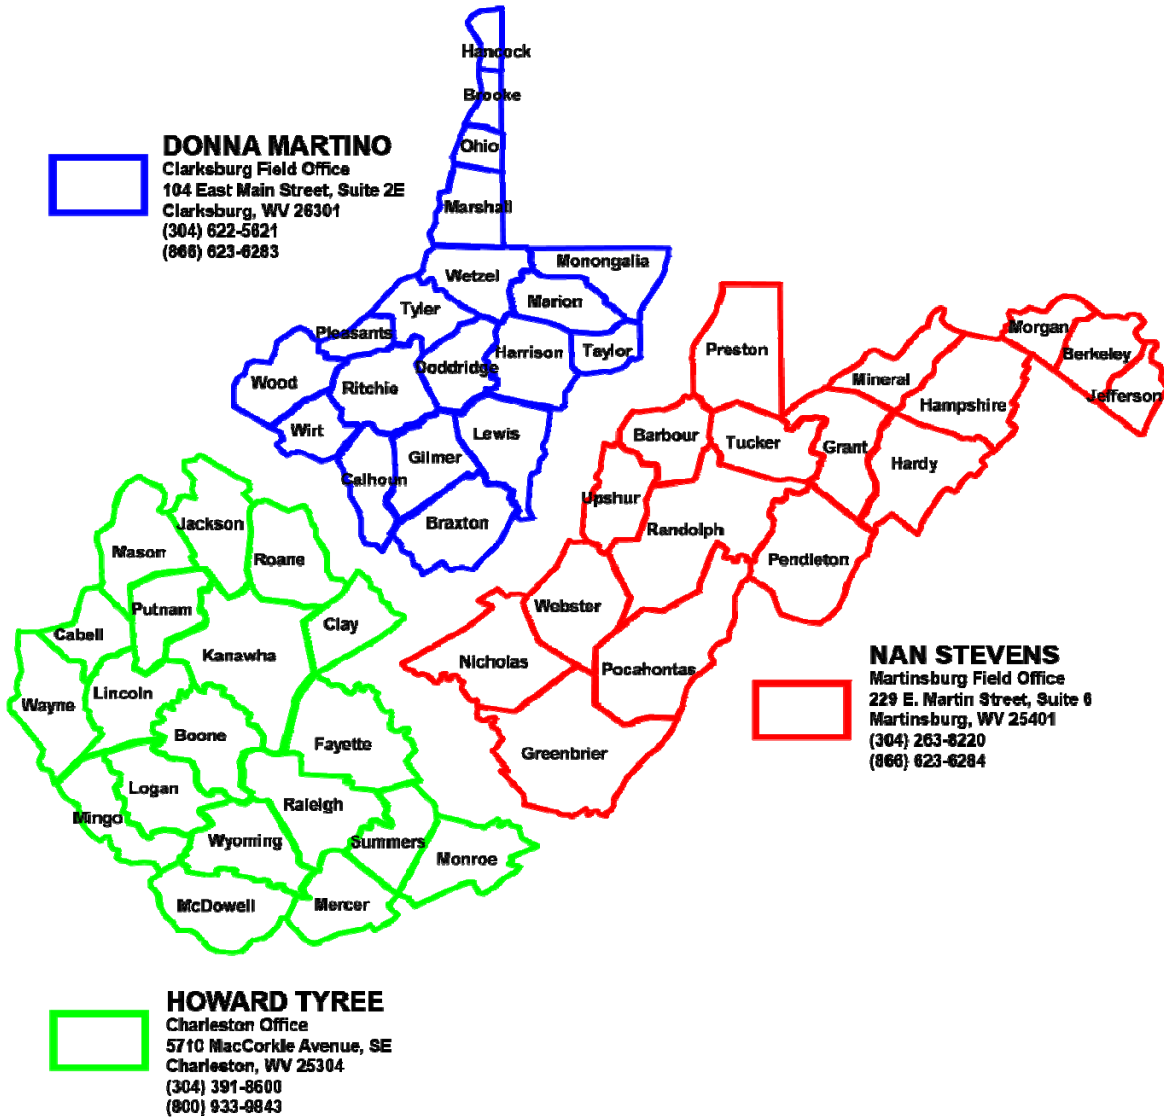 Hancock
Brooke
Ohio
Marshall
DONNA MARTINO
Clarksburg Field Office
104 East Main Street, Suite 2E
Clarksburg, WV 26301
(304) 622-5821
(866) 623-6283
Wetzel
Monongalia
Tyler
Marion
Pleasants
Doddridge
Harrison
Taylor
Wood
Ritchie
Wirt
Lewis
Gilmer
Calhoun
Braxton
Preston
Morgan
Berkeley
Jefferson
Mineral
Hampshire
Barbour
Tucker
Grant
Hardy
Upshur
Randolph
Pendleton
Webster
Nicholas
Pocahontas
Greenbrier
NAN STEVENS
Martinsburg Field Office
229 E. Martin Street, Suite 6
Martinsburg, WV 25401
(304) 263-8220
(866) 623-6284
Jackson
Mason
Roane
Putnam
Clay
Cabell
Kanawha
Lincoln
Wayne
Boone
Fayette
Logan
Raleigh
Mingo
Wyoming
Summers
Monroe
McDowell
Mercer
HOWARD TYREE
Charleston Office
5710 MacCorkle Avenue, SE
Charleston, WV 25304
(304) 391-8600
(800) 933-9843